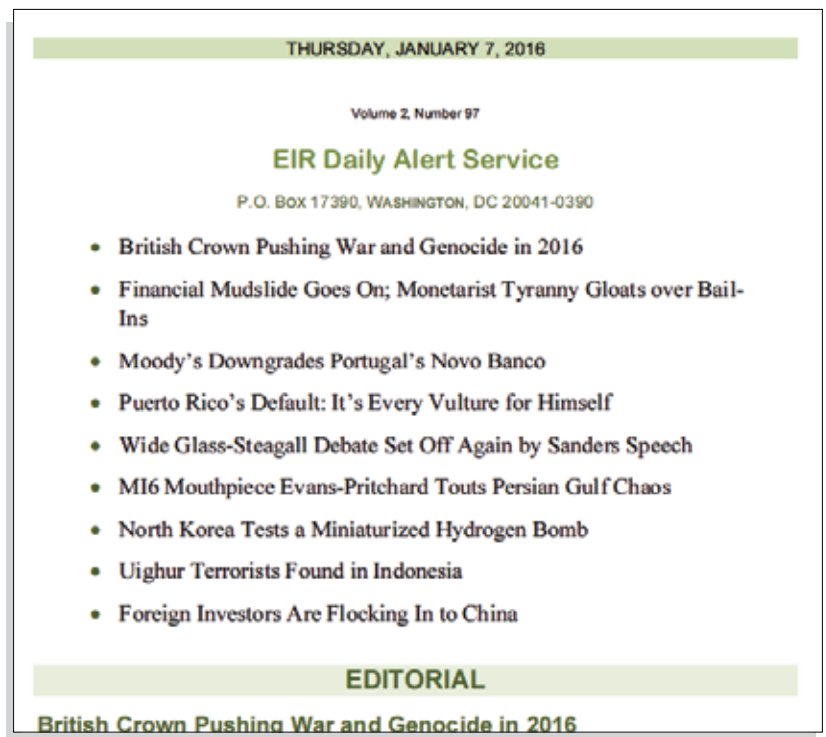 THURSDAY, JANUARY 7, 2016
Volume 2, Number 97
EIR Daily Alert Service
P.O. BOX 17390, WASHINGTON, DC 20041-0390
• British Crown Pushing War and Genocide in 2016
• Financial Mudslide Goes On; Monetarist Tyranny Gloats over Bail-
Ins
• Moody's Downgrades Portugal's Novo Banco
• Puerto Rico's Default: It's Every Vulture for Himself
• Wide Glass-Steagall Debate Set Off Again by Sanders Speech
• MI6 Mouthpiece Evans-Pritchard Touts Persian Gulf Chaos
• North Korea Tests a Miniaturized Hydrogen Bomb
• Uighur Terrorists Found in Indonesia
• Foreign Investors Are Flocking In to China
EDITORIAL
British Crown Pushing War and Genocide in 2016